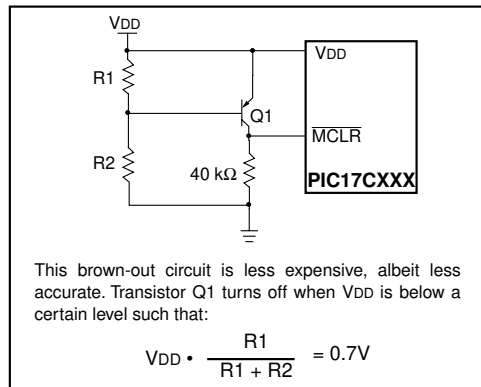 VDD
R1
VDD
Q1
MCLR
R2
40 kΩ
PIC17CXXX
This brown-out circuit is less expensive, albeit less
accurate. Transistor Q1 turns off when VDD is below a
certain level such that:
VDD • R1 / R1 + R2 = 0.7V